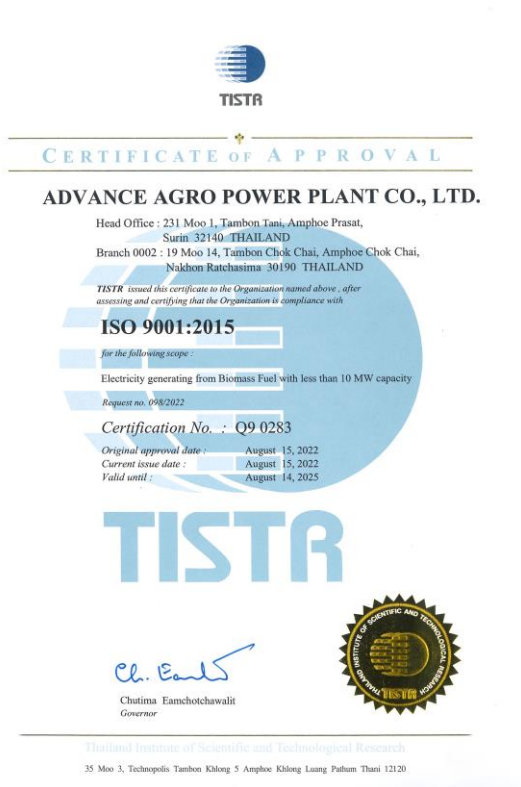 TISTR
CERTIFICATE OF APPROVAL
ADVANCE AGRO POWER PLANT CO., LTD.
Head Office : 231 Moo 1, Tambon Tani, Amphoe Prasat,
Surin 32140 THAILAND
Branch 0002 : 19 Moo 14, Tambon Chok Chai, Amphoe Chok Chai,
Nakhon Ratchasima 30190 THAILAND
TISTR issued this certificate to the Organization named above , after
assessing and certifying that the Organization is compliance with
ISO 9001:2015
for the following scope :
Electricity generating from Biomass Fuel with less than 10 MW capacity
Request no. 098/2022
Certification No. : Q9 0283
Original approval date : August 15, 2022
Current issue date : August 15, 2022
Valid until : August 14, 2025
TISTR
THAILAND INSTITUTE OF SCIENTIFIC AND TECHNOLOGICAL RESEARCH
TISTR
Ch. Eam
Chutima Eamchotchawalit
Governor
Thailand Institute of Scientific and Technological Research
35 Moo 3, Technopolis Tambon Khlong 5 Amphoe Khlong Luang Pathum Thani 12120